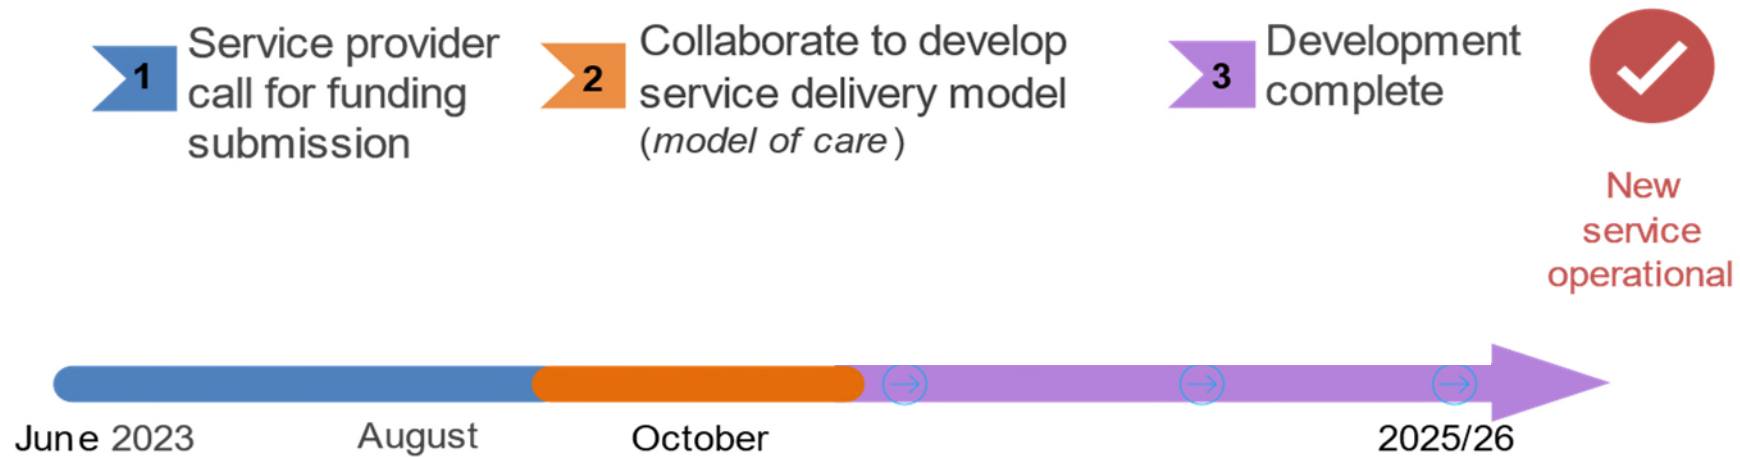 1
Service provider
call for funding
submission
2
Collaborate to develop
service delivery model
(model of care)
3
Development
complete
New
service
operational
June 2023
August
October
2025/26